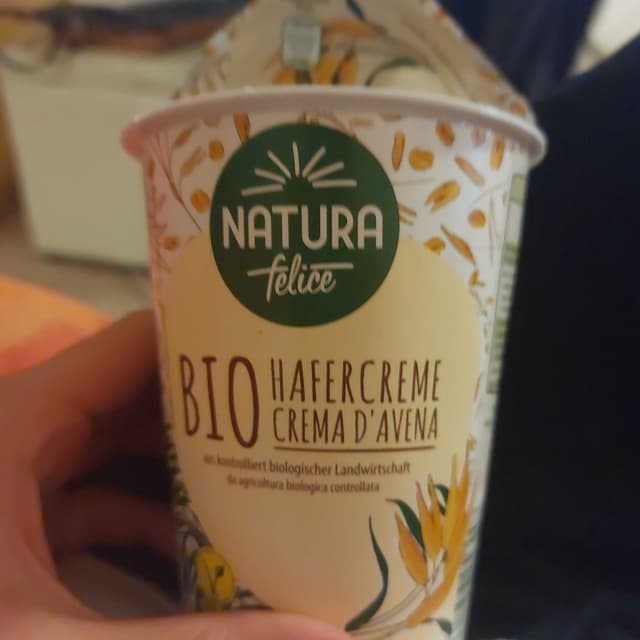 NATURA
felice
BIO
HAFERCREME
CREMA D'AVENA
aus kontrolliert biologischer Landwirtschaft
da agricoltura biologica controllata